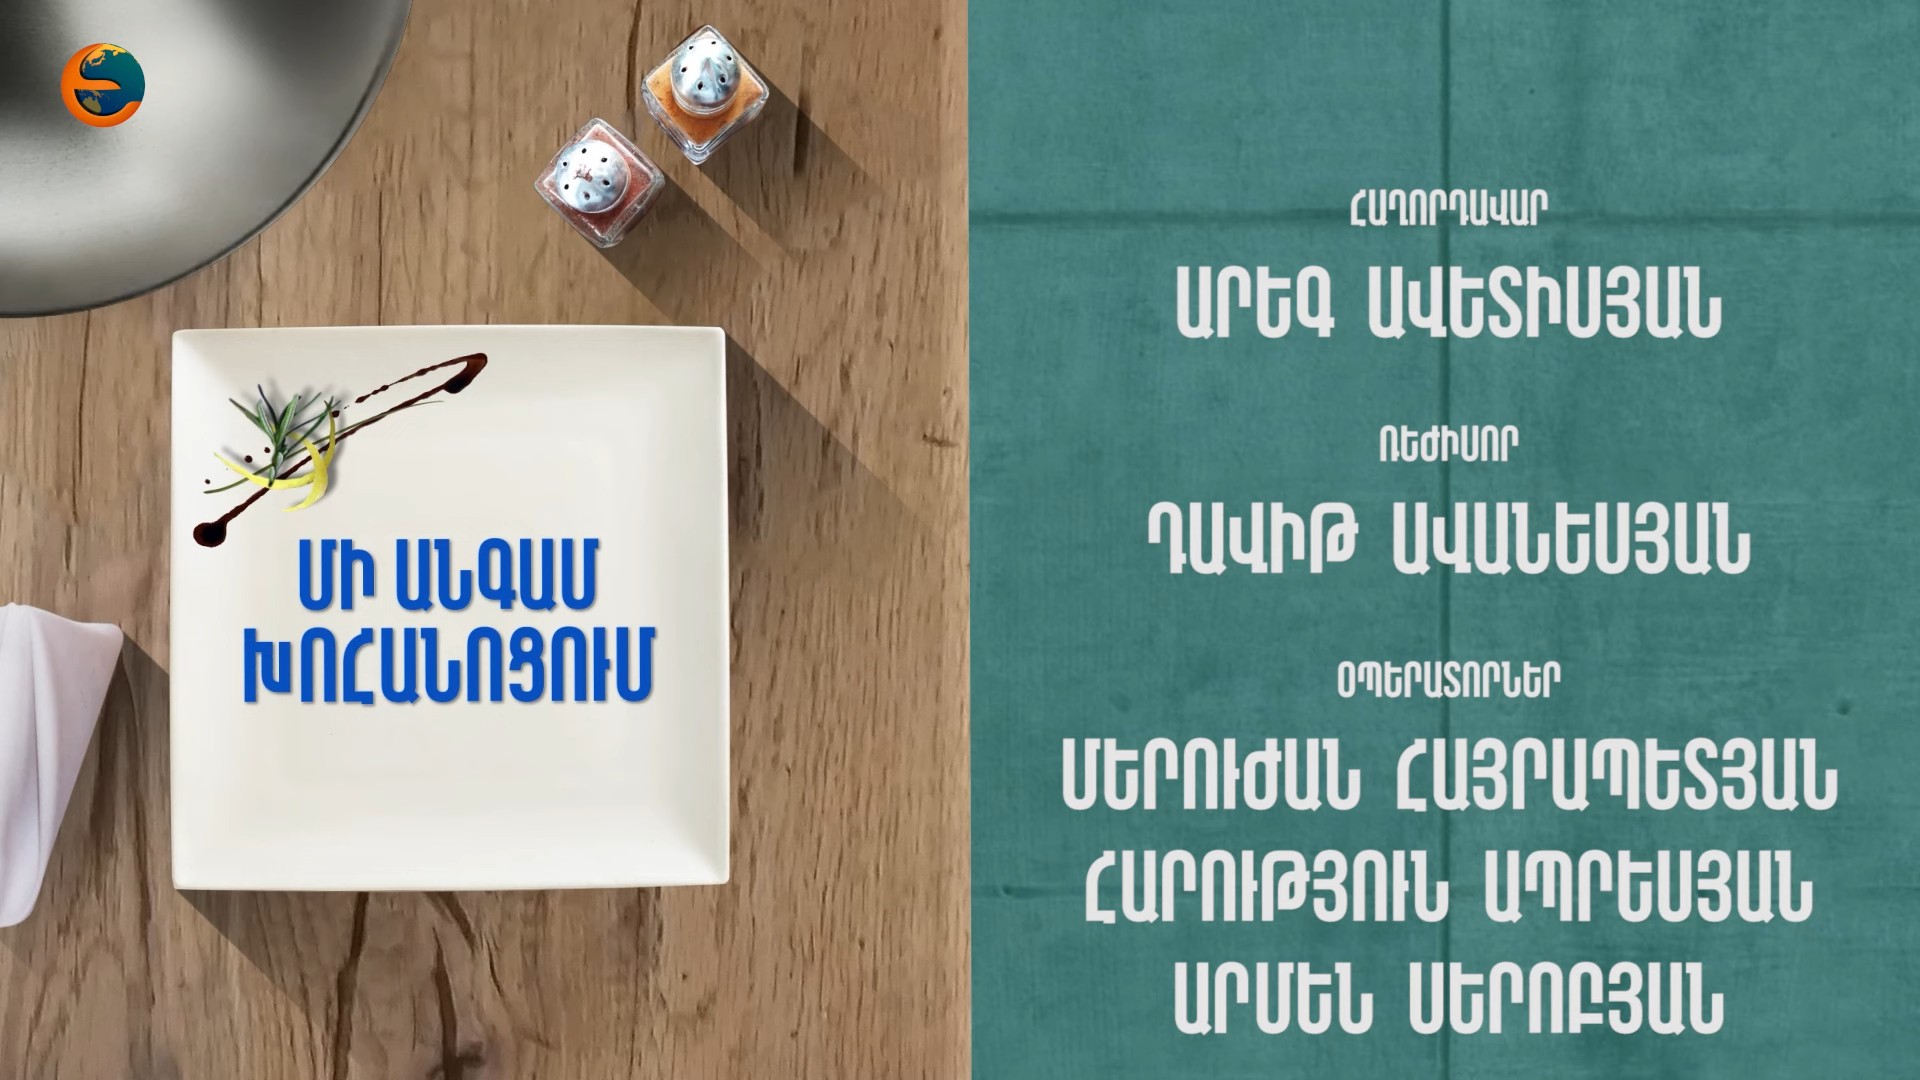 ՄԻ ԱՆԳԱՄ
ԽՈՀԱՆՈՑՈՒՄ
ՀԱՂՈՐԴԱՎԱՐ
ԱՐԵԳ ԱՎԵՏԻՍՅԱՆ
ՌԵԺԻՍՈՐ
ԴԱՎԻԹ ԱՎԱՆԵՍՅԱՆ
ՕՊԵՐԱՏՈՐՆԵՐ
ՄԵՐՈՒԺԱՆ ՀԱՅՐԱՊԵՏՅԱՆ
ՀԱՐՈՒԹՅՈՒՆ ԱՊՐԵՍՅԱՆ
ԱՐՄԵՆ ՍԵՐՈԲՅԱՆ